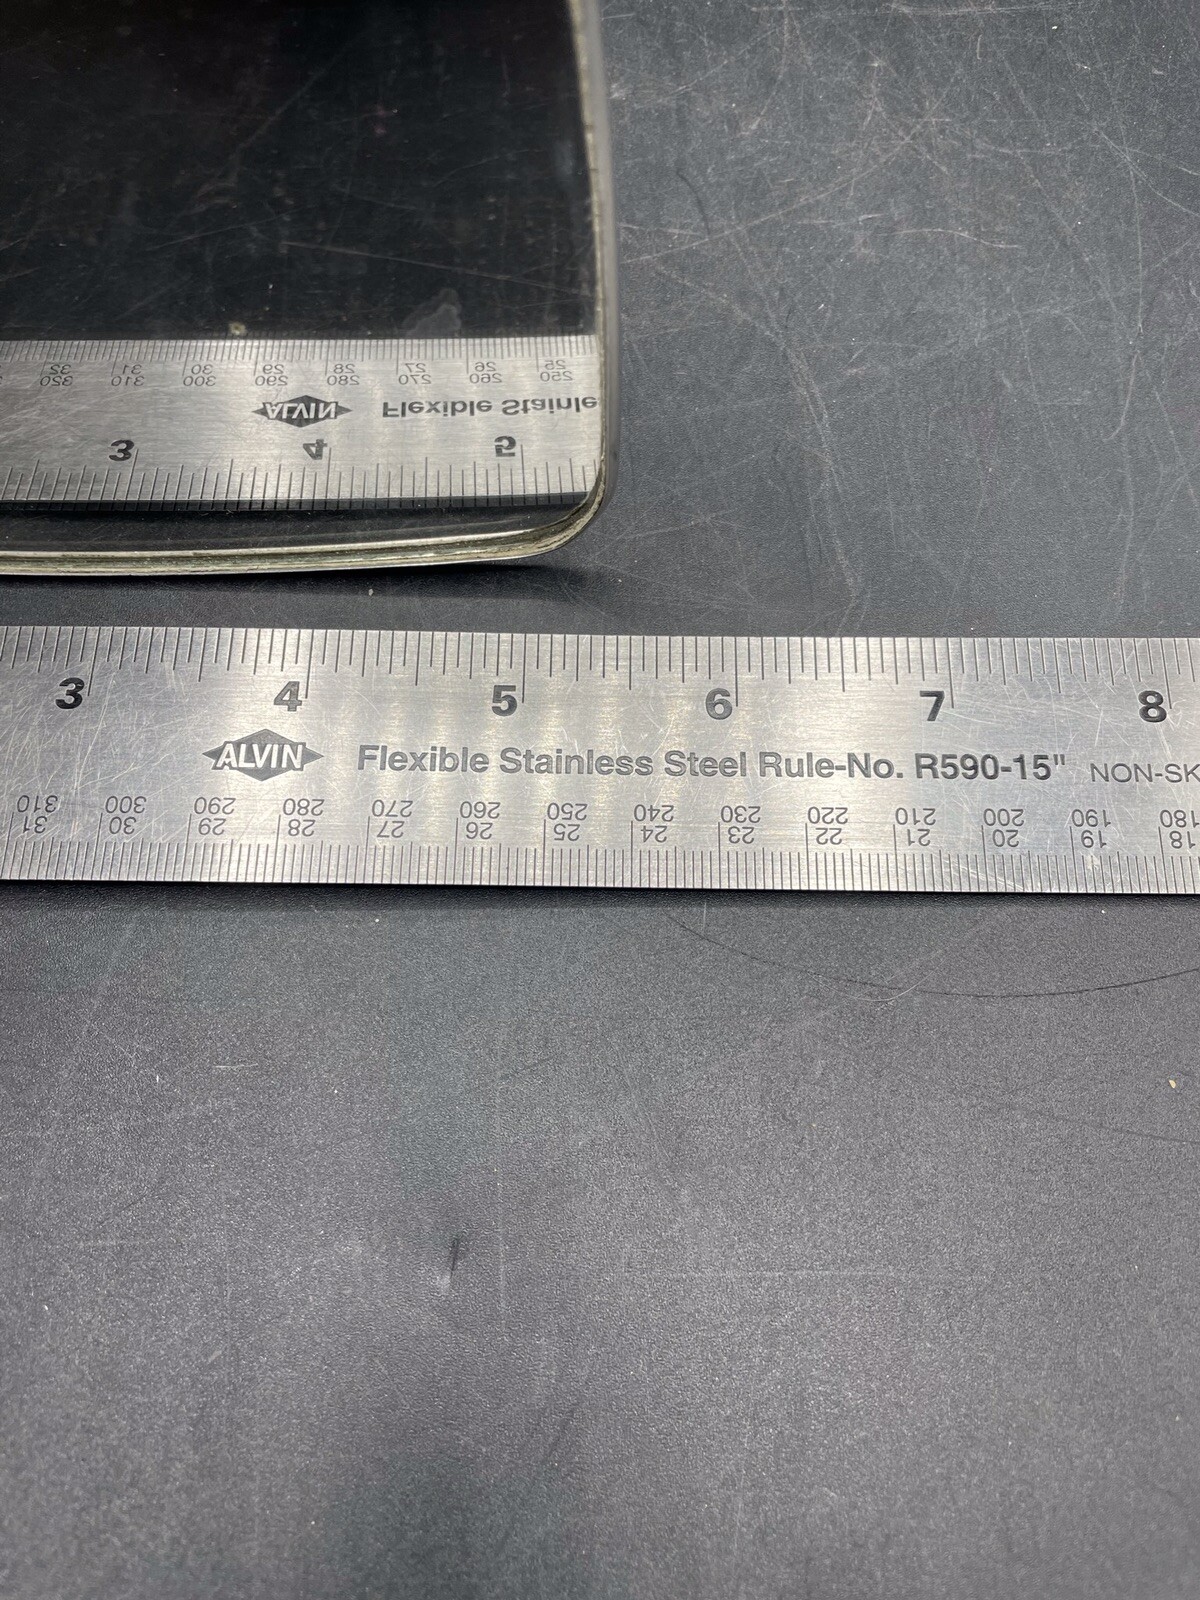 32 31 30 29 28 27 26 25
320 310 300 290 280 270 260 250
ALVIN Flexible Stainle
3 4 5
3 4 5 6 7 8
ALVIN Flexible Stainless Steel Rule-No. R590-15" NON-SK
310 300 290 280 270 260 250 240 230 220 210 200 190 180
31 30 29 28 27 26 25 24 23 22 21 20 19 18